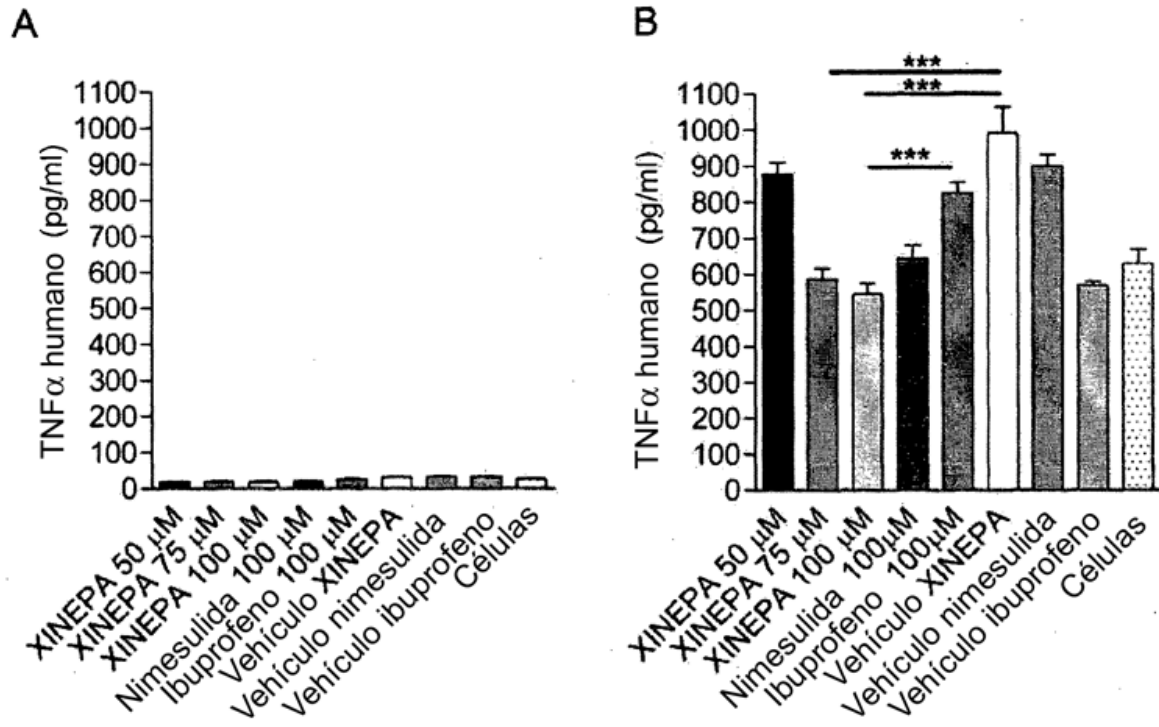 A
TNFα humano (pg/ml)
1100
1000
900
800
700
600
500
400
300
200
100
0
XINEPA 50 µM
XINEPA 75 µM
XINEPA 100 µM
Nimesulida 100 µM
Ibuprofeno 100 µM
Vehículo XINEPA
Vehículo nimesulida
Vehículo ibuprofeno
Células
B
***
***
***
TNFα humano (pg/ml)
1100
1000
900
800
700
600
500
400
300
200
100
0
XINEPA 50 µM
XINEPA 75 µM
XINEPA 100 µM
Nimesulida 100µM
Ibuprofeno 100µM
Vehículo XINEPA
Vehículo nimesulida
Vehículo ibuprofeno
Células